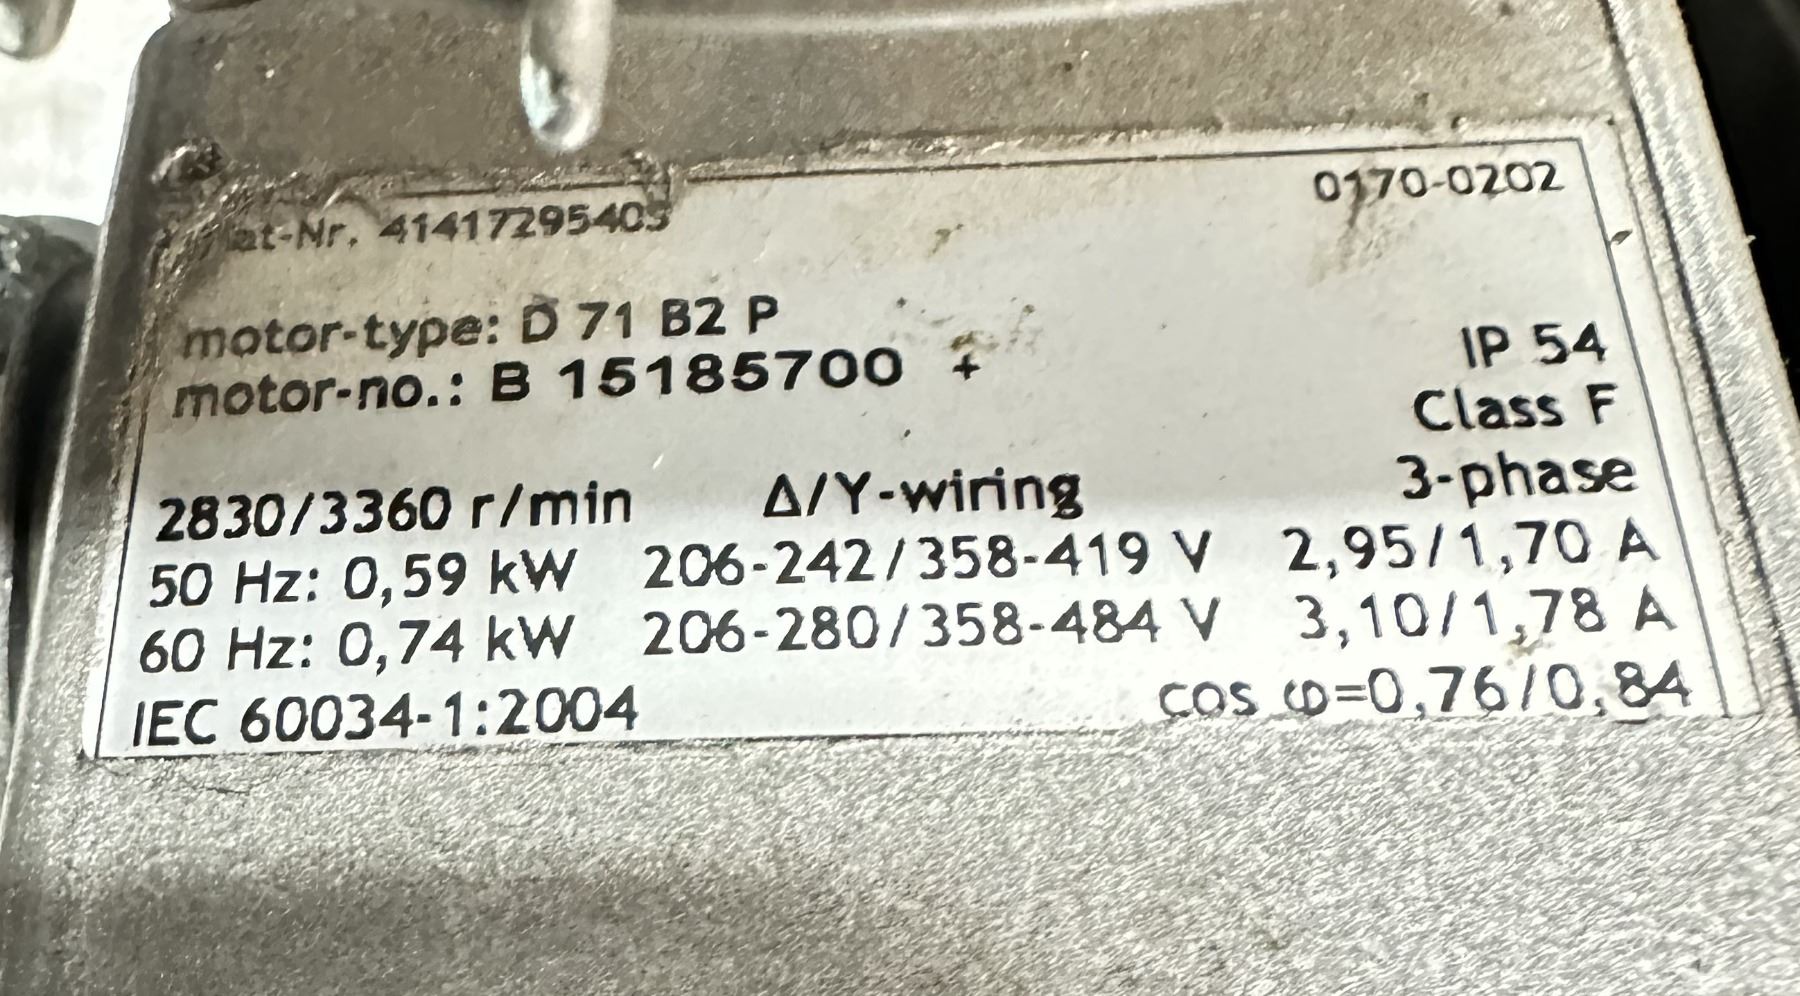 0170-0202
Mat-Nr. 41417295405
motor-type: D 71 B2 P
motor-no.: B 15185700 +
IP 54
Class F
2830/3360 r/min Δ/Y-wiring 3-phase
50 Hz: 0,59 kW 206-242/358-419 V 2,95/1,70 A
60 Hz: 0,74 kW 206-280/358-484 V 3,10/1,78 A
IEC 60034-1:2004 cos φ=0,76/0,84